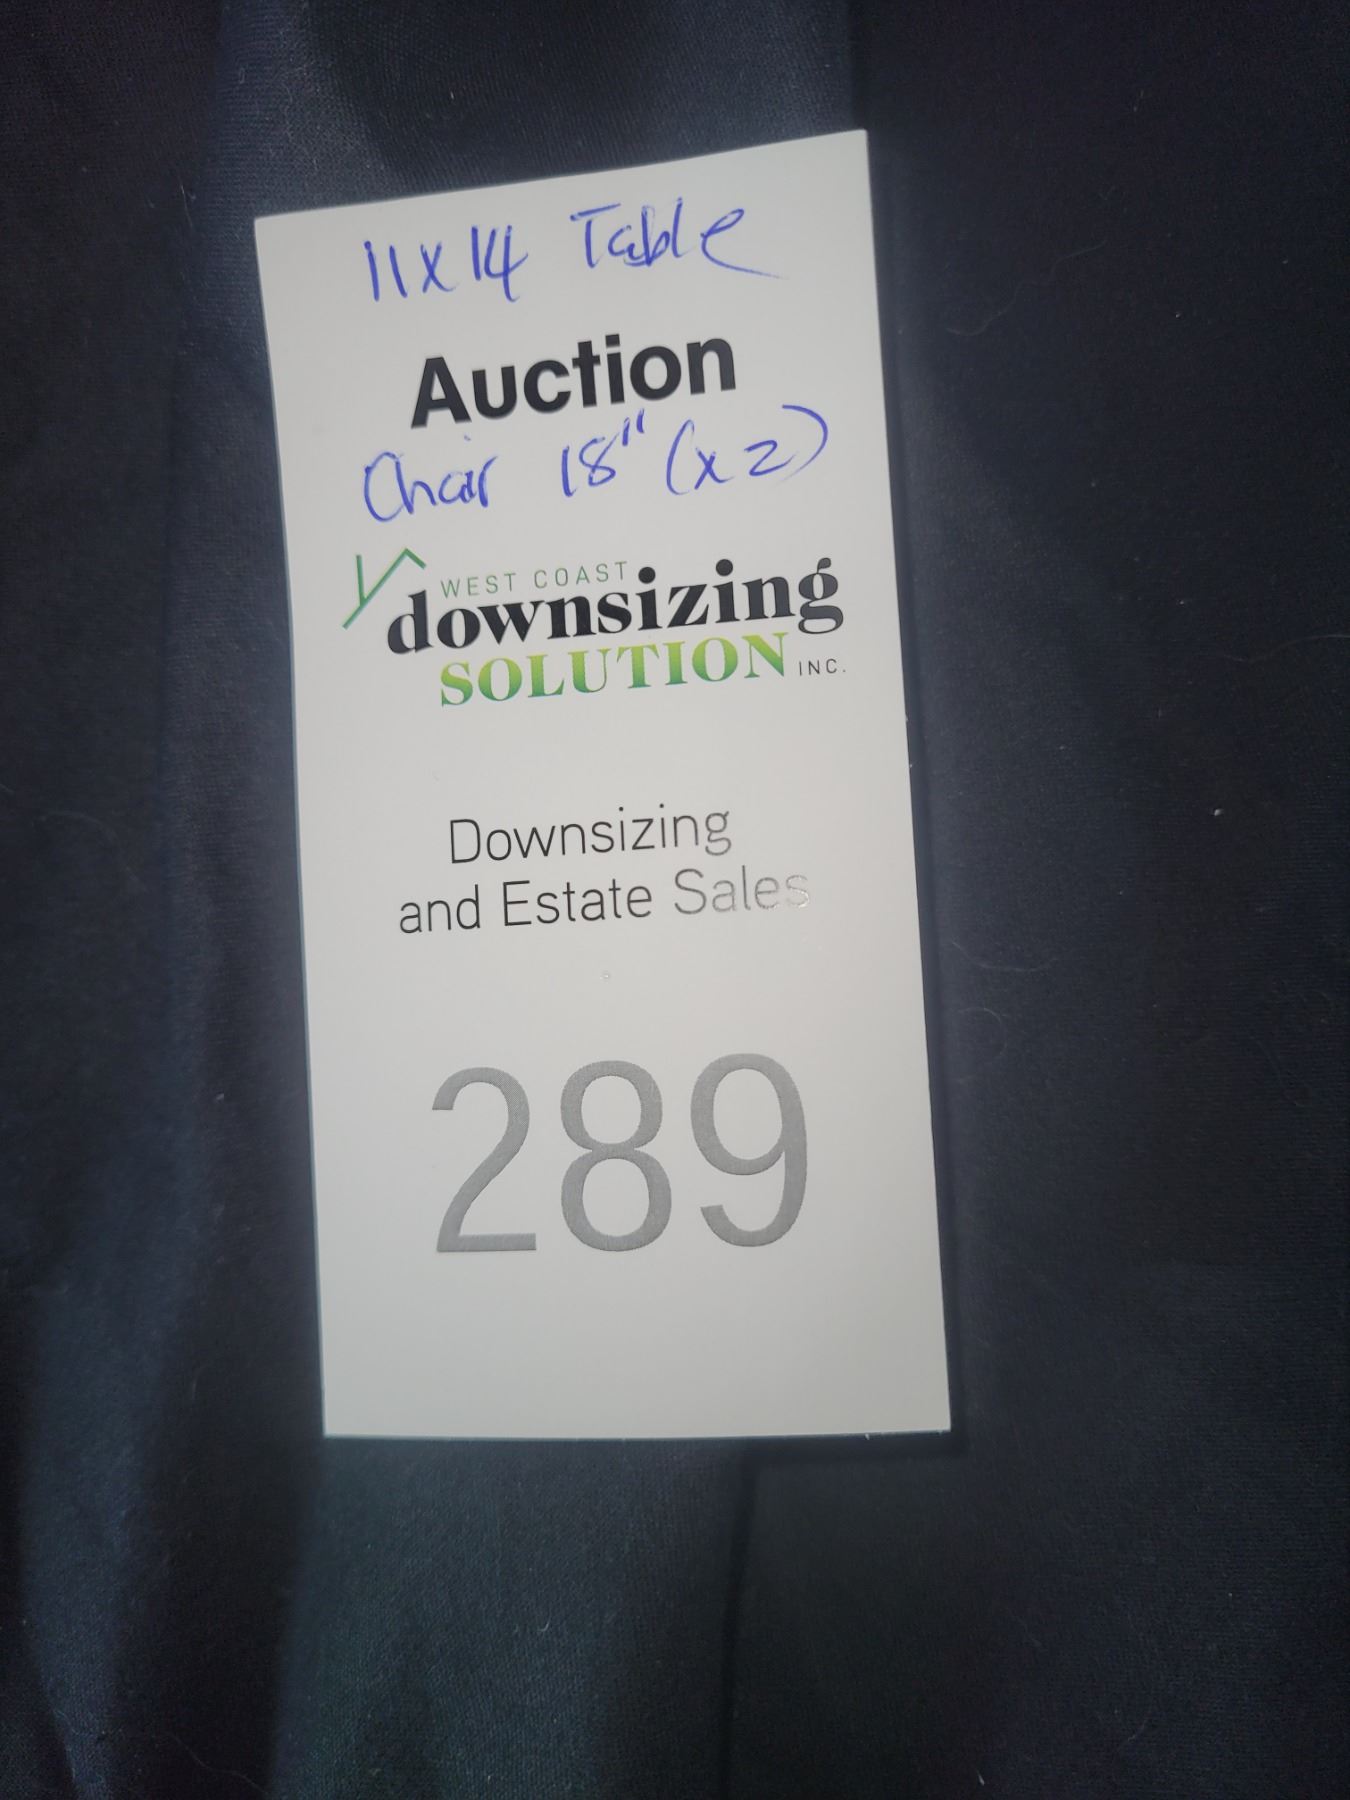 11x14 Table
Auction
Chair 18" (x2)
WEST COAST
downsizing
SOLUTION INC.
Downsizing
and Estate Sales
289